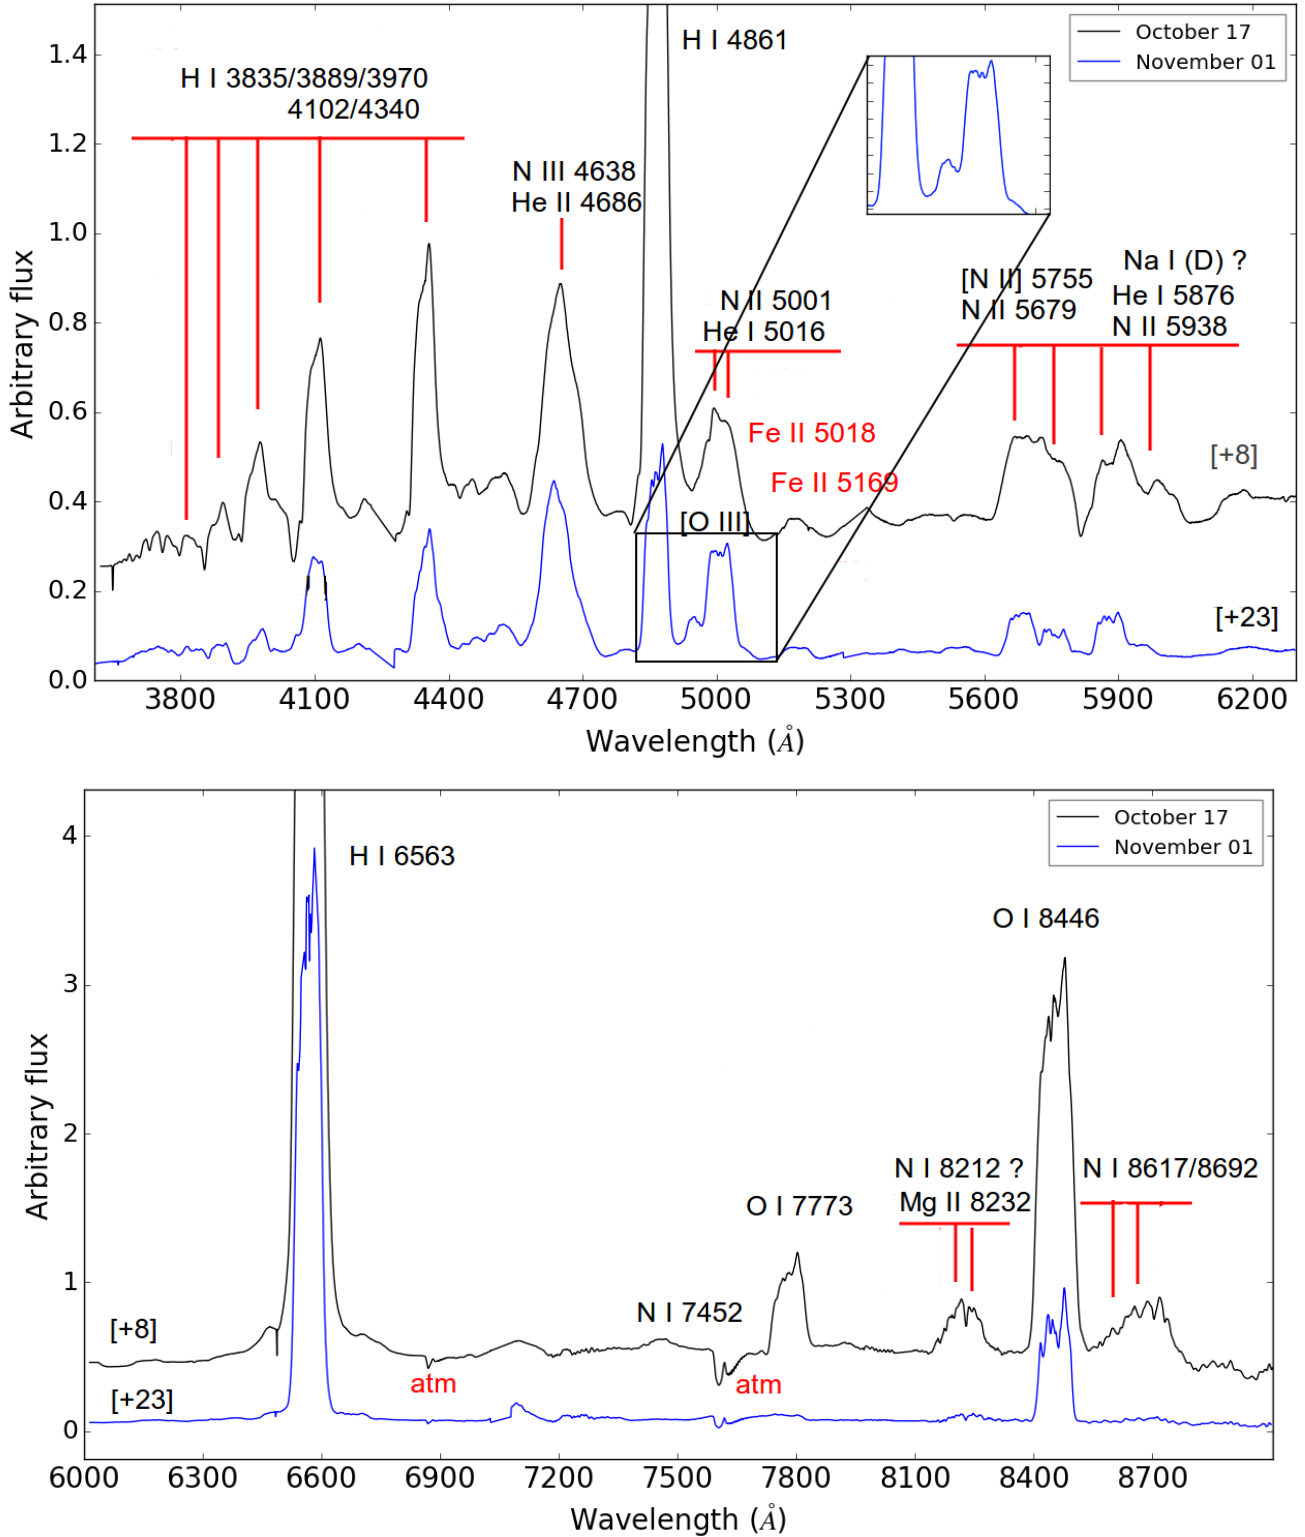 1.4
1.2
1.0
0.8
0.6
0.4
0.2
0.0
Arbitrary flux
H I 3835/3889/3970
4102/4340
N III 4638
He II 4686
H I 4861
October 17
November 01
N II 5001
He I 5016
Fe II 5018
Fe II 5169
[O III]
[N II] 5755
N II 5679
Na I (D) ?
He I 5876
N II 5938
[+8]
[+23]
3800 4100 4400 4700 5000 5300 5600 5900 6200
Wavelength (Å)
4
3
2
1
0
Arbitrary flux
H I 6563
October 17
November 01
O I 8446
N I 8212 ?
Mg II 8232
N I 8617/8692
O I 7773
N I 7452
[+8]
atm
atm
[+23]
6000 6300 6600 6900 7200 7500 7800 8100 8400 8700
Wavelength (Å)